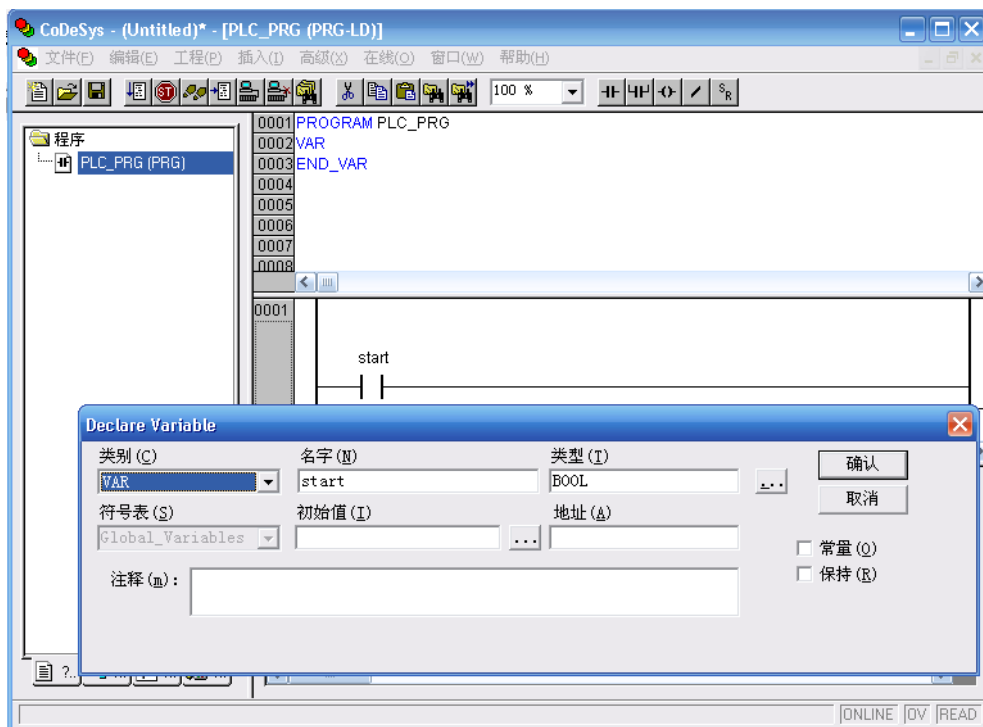 CoDeSys - (Untitled)* - [PLC_PRG (PRG-LD)]
文件(F) 编辑(E) 工程(P) 插入(I) 高级(X) 在线(O) 窗口(W) 帮助(H)
ST
100 %
S R
程序
PLC_PRG (PRG)
0001 PROGRAM PLC_PRG
0002 VAR
0003 END_VAR
0004
0005
0006
0007
0008
0001
start
Declare Variable
类别(C) 名字(N) 类型(T)
VAR start BOOL ... 确认
取消
符号表(S) 初始值(I) 地址(A)
Global_Variables ...
常量(O)
保持(R)
注释(m):
?..
ONLINE OV READ